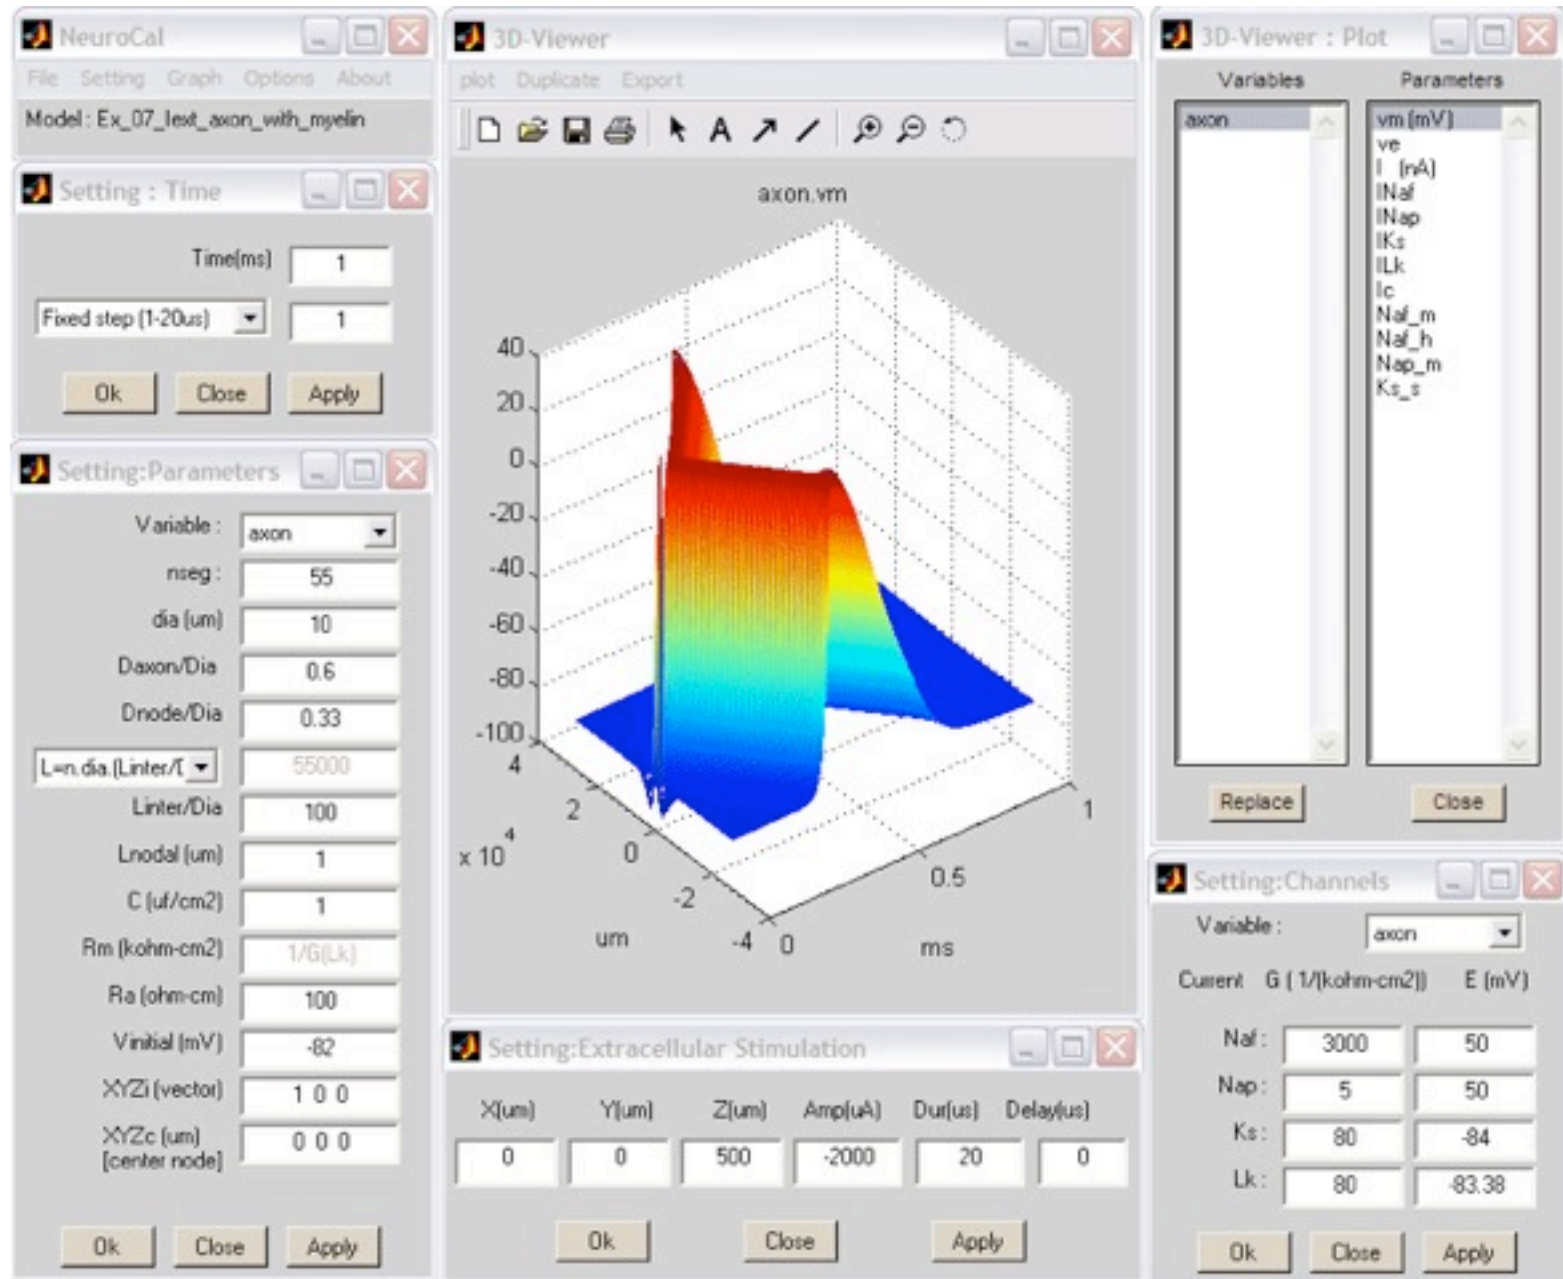 NeuroCal
File Setting Graph Options About
Model : Ex_07_Iext_axon_with_myelin
Setting : Time
Time(ms) 1
Fixed step (1-20us) 1
Ok Close Apply
Setting:Parameters
Variable : axon
nseg : 55
dia (um) 10
Daxon/Dia 0.6
Dnode/Dia 0.33
L=n.dia.(Linter/D 55000
Linter/Dia 100
Lnodal (um) 1
C (uf/cm2) 1
Rm (kohm-cm2) 1/G(Lk)
Ra (ohm-cm) 100
Vinitial (mV) -82
XYZi (vector) 1 0 0
XYZc (um) 0 0 0
[center node]
Ok Close Apply
3D-Viewer
plot Duplicate Export
A
axon.vm
40
20
0
-20
-40
-60
-80
-100
4
2
0
-2
-4
x 10 4
um
0
0.5
1
ms
Setting:Extracellular Stimulation
X(um) Y(um) Z(um) Amp(uA) Dur(us) Delay(us)
0 0 500 -2000 20 0
Ok Close Apply
3D-Viewer : Plot
Variables Parameters
axon
vm (mV)
ve
I (nA)
INaf
INap
IKs
ILk
Ic
Naf_m
Naf_h
Nap_m
Ks_s
Replace Close
Setting:Channels
Variable : axon
Current G ( 1/(kohm-cm2)) E (mV)
Naf : 3000 50
Nap : 5 50
Ks : 80 -84
Lk : 80 -83.38
Ok Close Apply